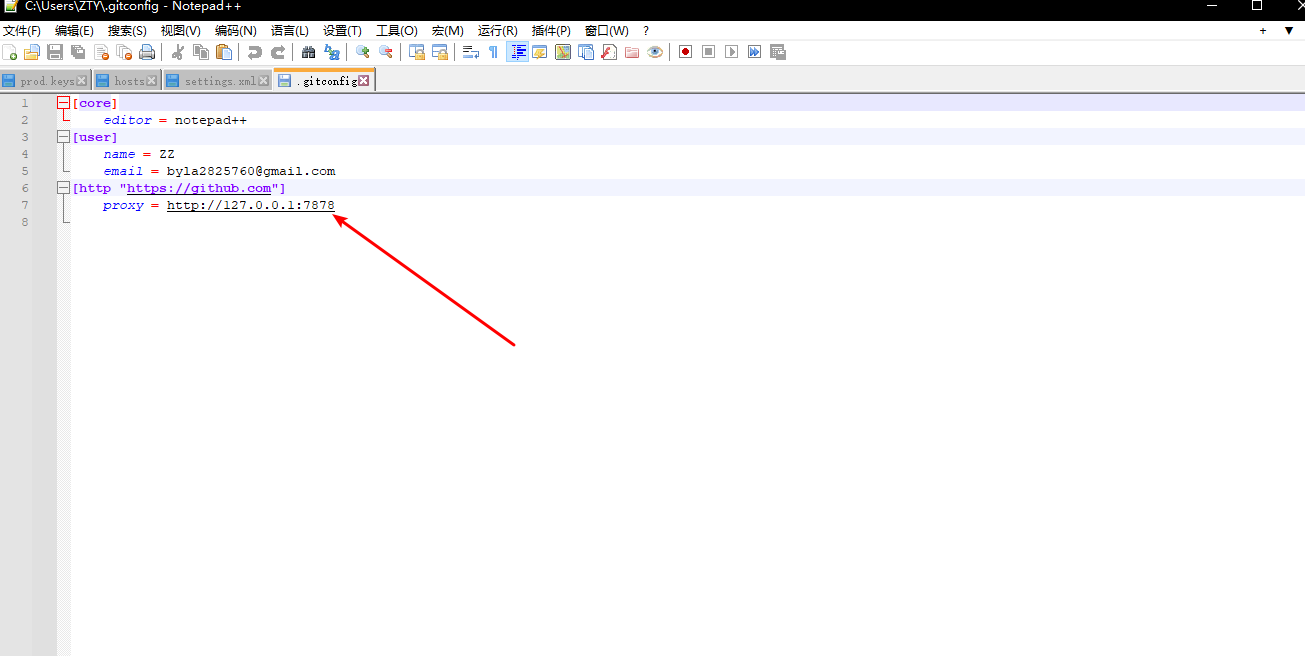 C:\Users\ZTY\.gitconfig - Notepad++
文件(F) 编辑(E) 搜索(S) 视图(V) 编码(N) 语言(L) 设置(T) 工具(O) 宏(M) 运行(R) 插件(P) 窗口(W) ?
prod.keys hosts settings.xml .gitconfig
1 [core]
2 editor = notepad++
3 [user]
4 name = ZZ
5 email = byla2825760@gmail.com
6 [http "https://github.com"]
7 proxy = http://127.0.0.1:7878
8